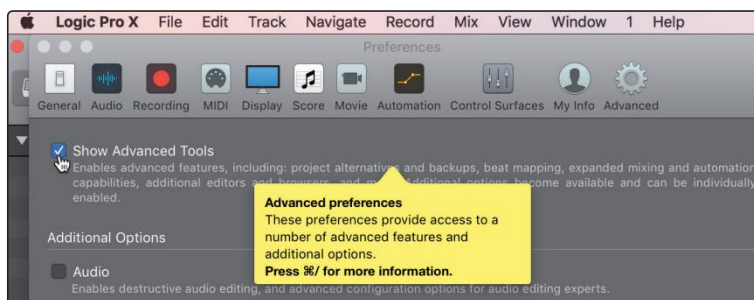 Logic Pro X File Edit Track Navigate Record Mix View Window 1 Help
Preferences
General Audio Recording MIDI Display Score Movie Automation Control Surfaces My Info Advanced
Show Advanced Tools
Enables advanced features, including: project alternatives and backups, beat mapping, expanded mixing and automation
capabilities, additional editors and browsers, and more. Additional options become available and can be individually
enabled.
Advanced preferences
These preferences provide access to a
number of advanced features and
additional options.
Press ⌘/ for more information.
Additional Options
Audio
Enables destructive audio editing, and advanced configuration options for audio editing experts.